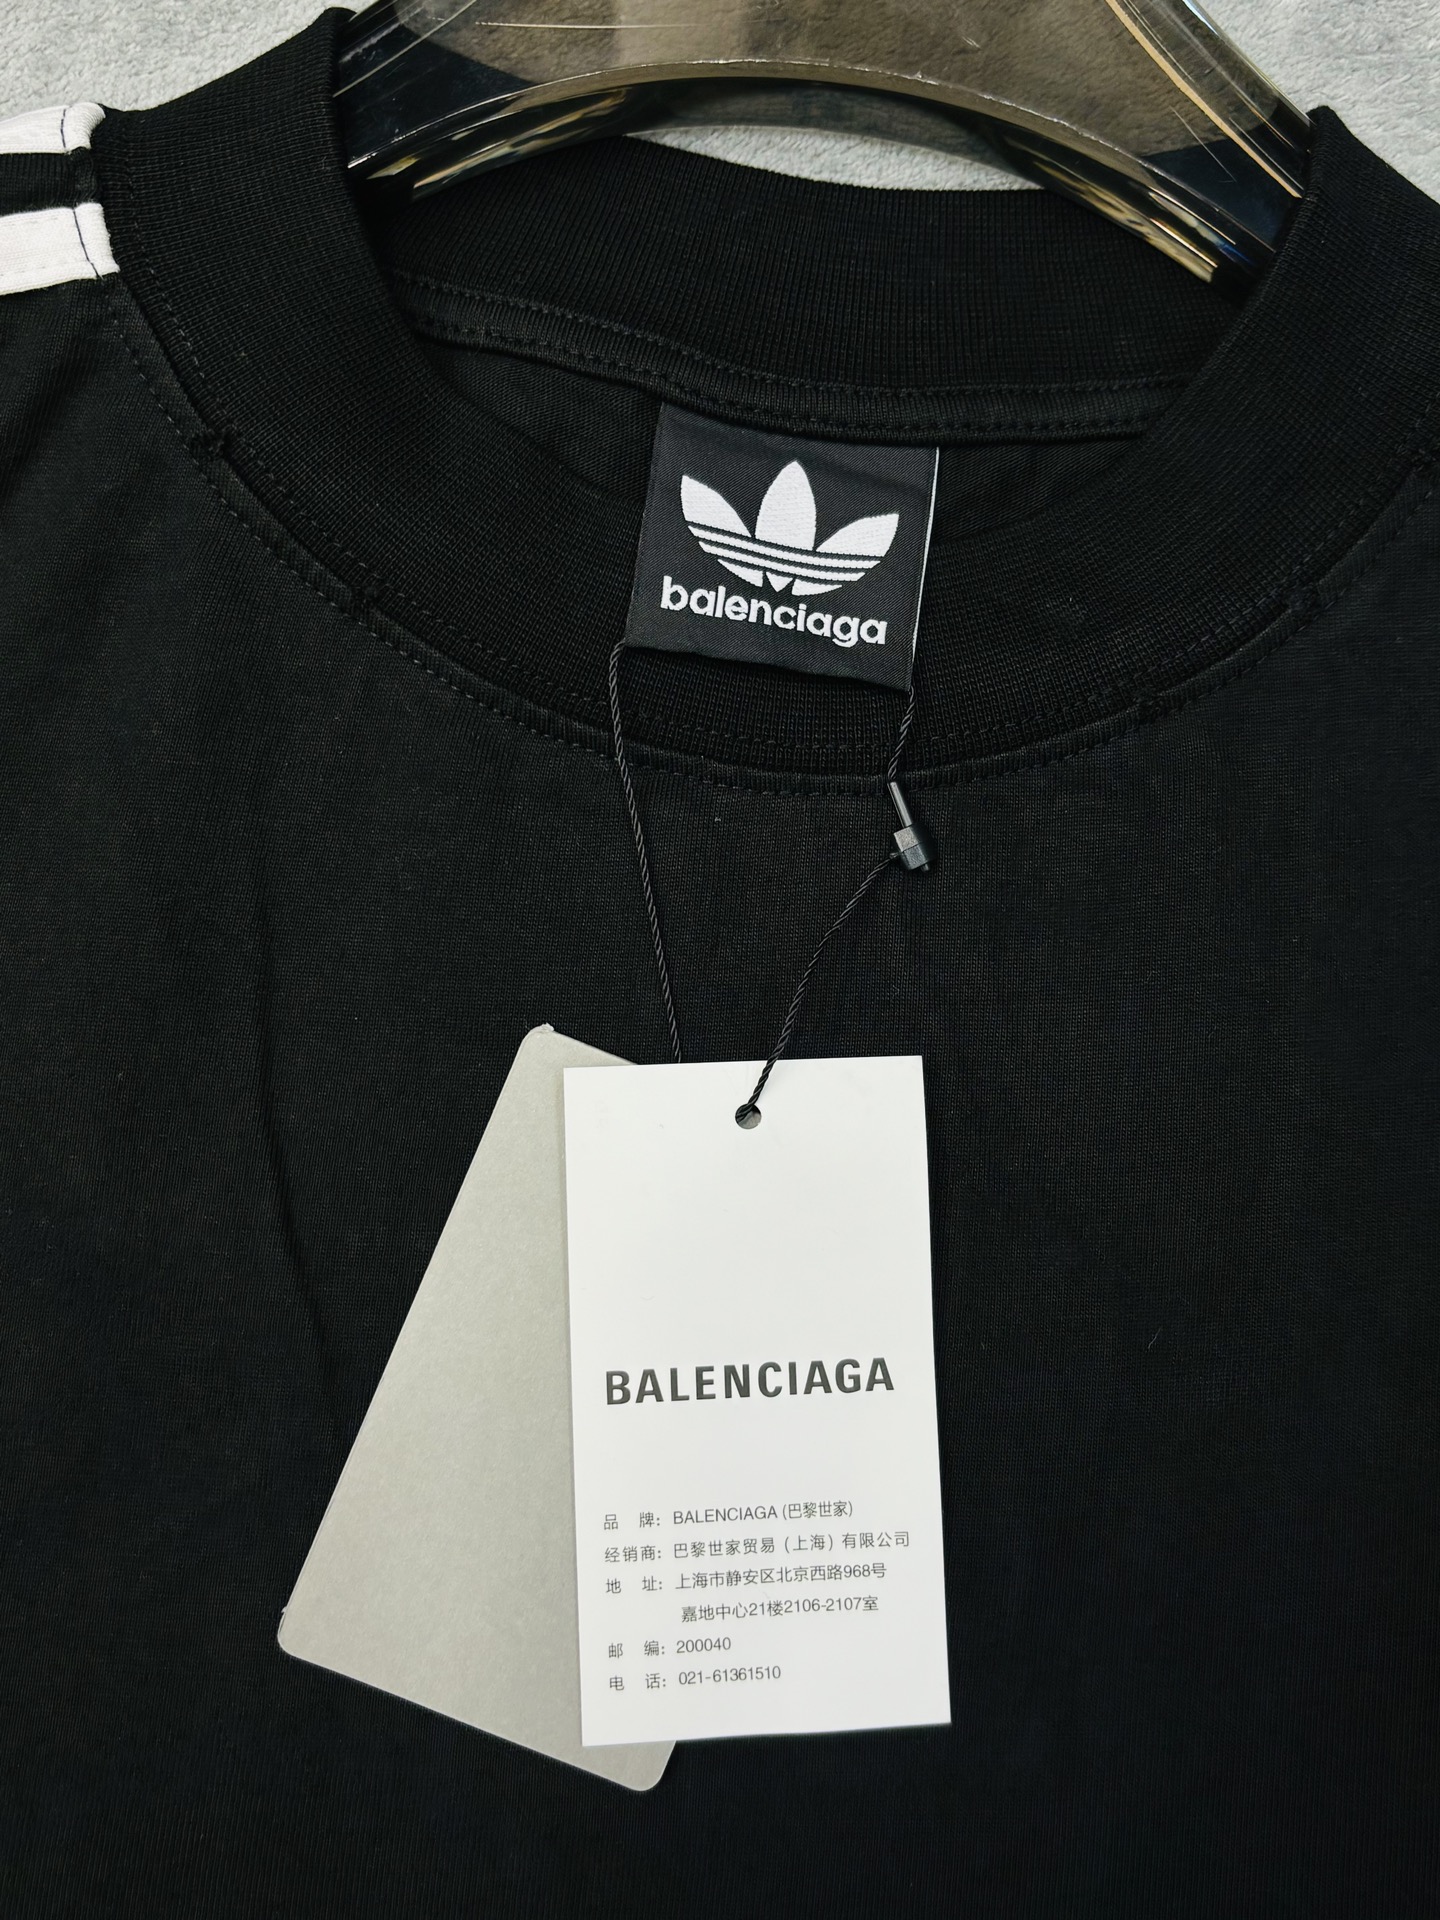 balenciaga
BALENCIAGA
品 牌: BALENCIAGA (巴黎世家)
经销商: 巴黎世家贸易 (上海) 有限公司
地 址: 上海市静安区北京西路968号
嘉地中心21楼2106-2107室
邮 编: 200040
电 话: 021-61361510